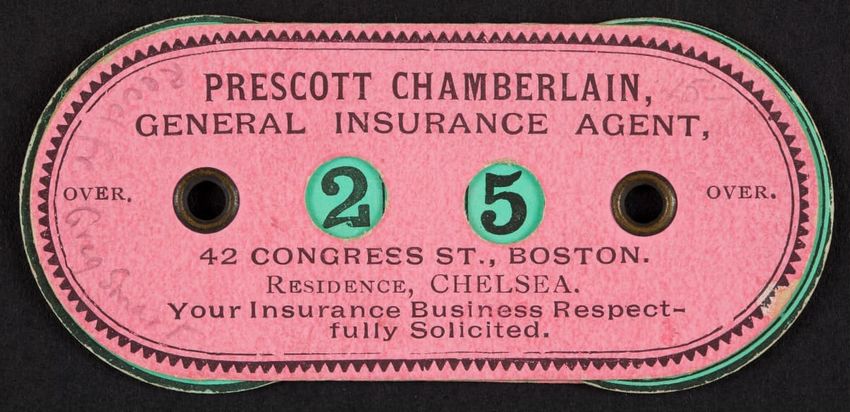 PRESCOTT CHAMBERLAIN,
GENERAL INSURANCE AGENT,
OVER. 2 5 OVER.
42 CONGRESS ST., BOSTON.
RESIDENCE, CHELSEA.
Your Insurance Business Respect-
fully Solicited.